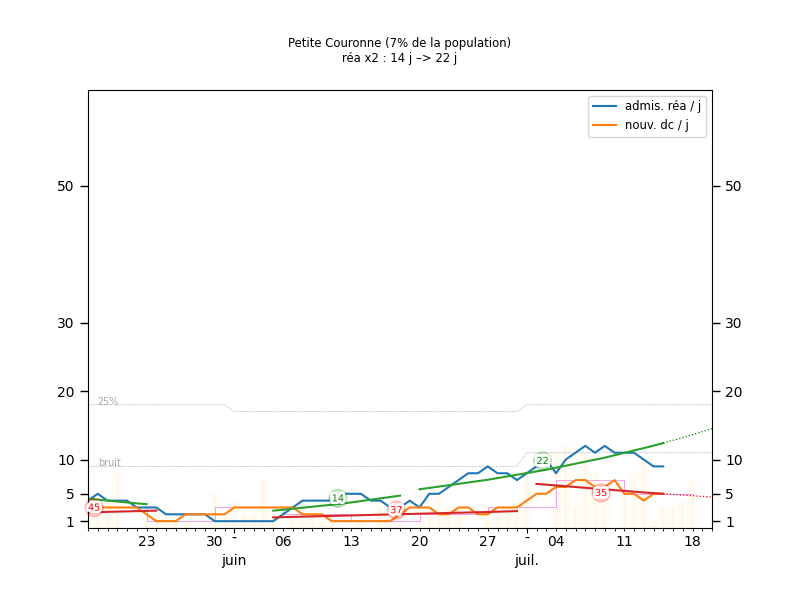 Petite Couronne (7% de la population)
réa x2 : 14 j –> 22 j
admis. réa / j
nouv. dc / j
50 50
30 30
20 20
25%
10 bruit 22 10
5 45 14 37 35 5
1 1
23 30 - 06 13 20 27 - 04 11 18
juin juil.